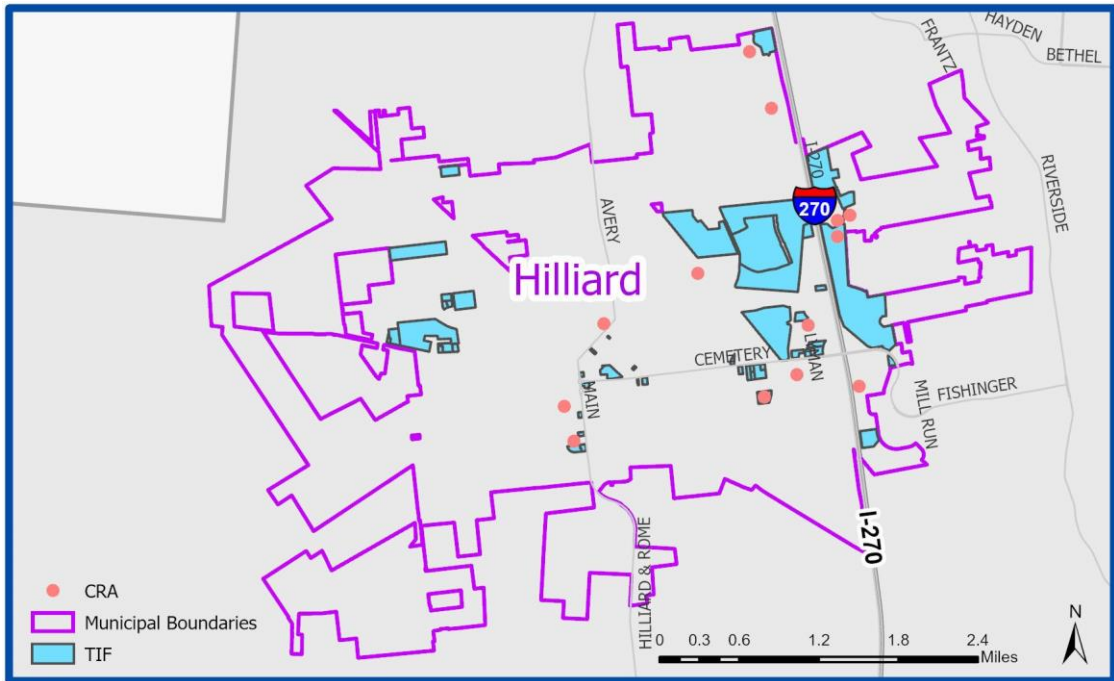 HAYDEN
FRANTZ
BETHEL
I-270
RIVERSIDE
270
AVERY
Hilliard
CEMETERY
MAIN
MILL RUN
FISHINGER
I-270
HILLIARD & ROME
CRA
Municipal Boundaries
TIF
N
0 0.3 0.6 1.2 1.8 2.4
Miles